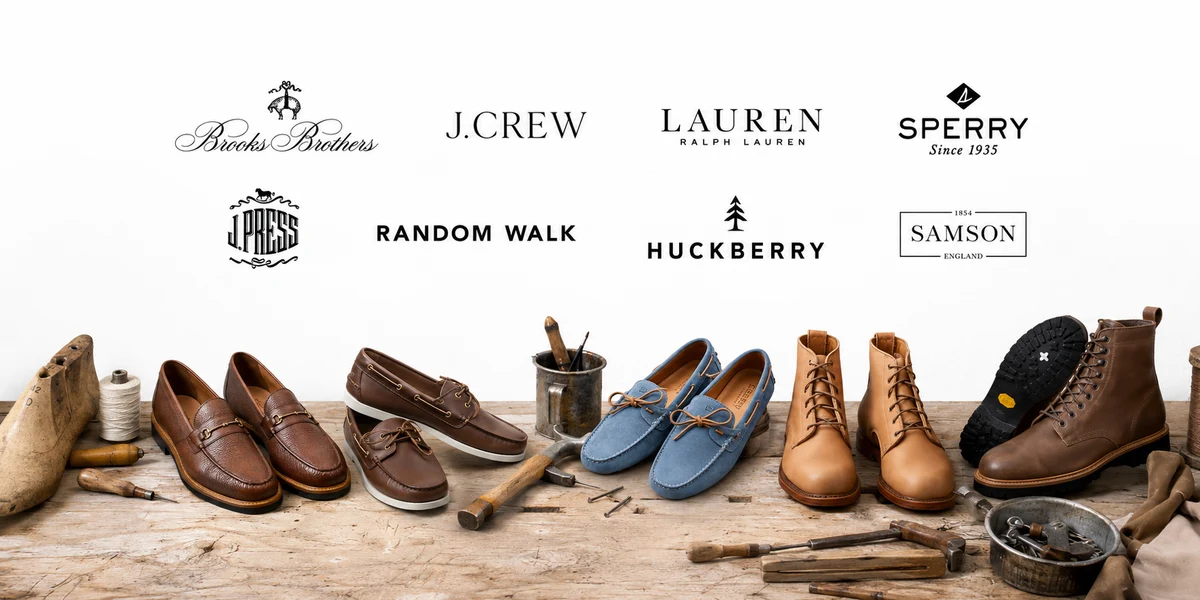 Brooks Brothers
J.CREW
LAUREN
RALPH LAUREN
SPERRY
Since 1935
J.PRESS
RANDOM WALK
HUCKBERRY
1854
SAMSON
ENGLAND